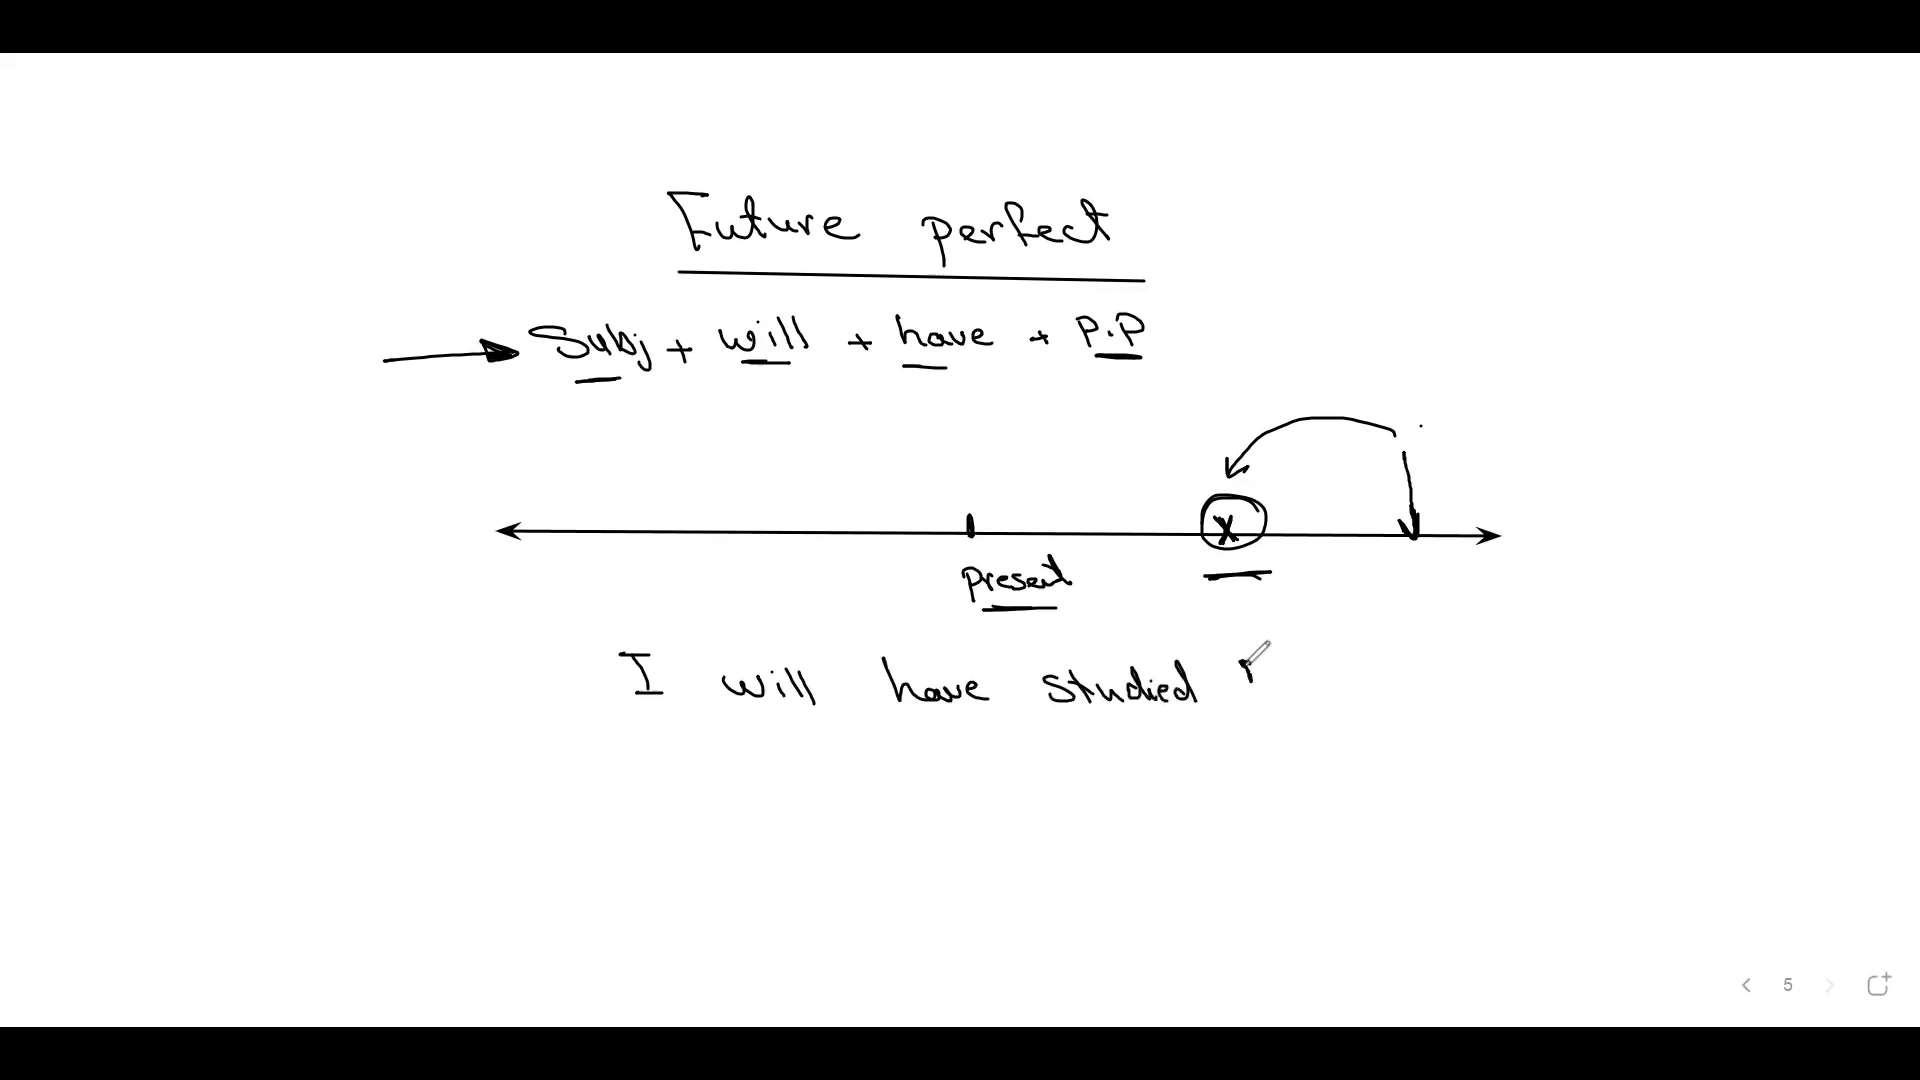 Future perfect
Subj + will + have + P.P
x
present
I will have studied
5